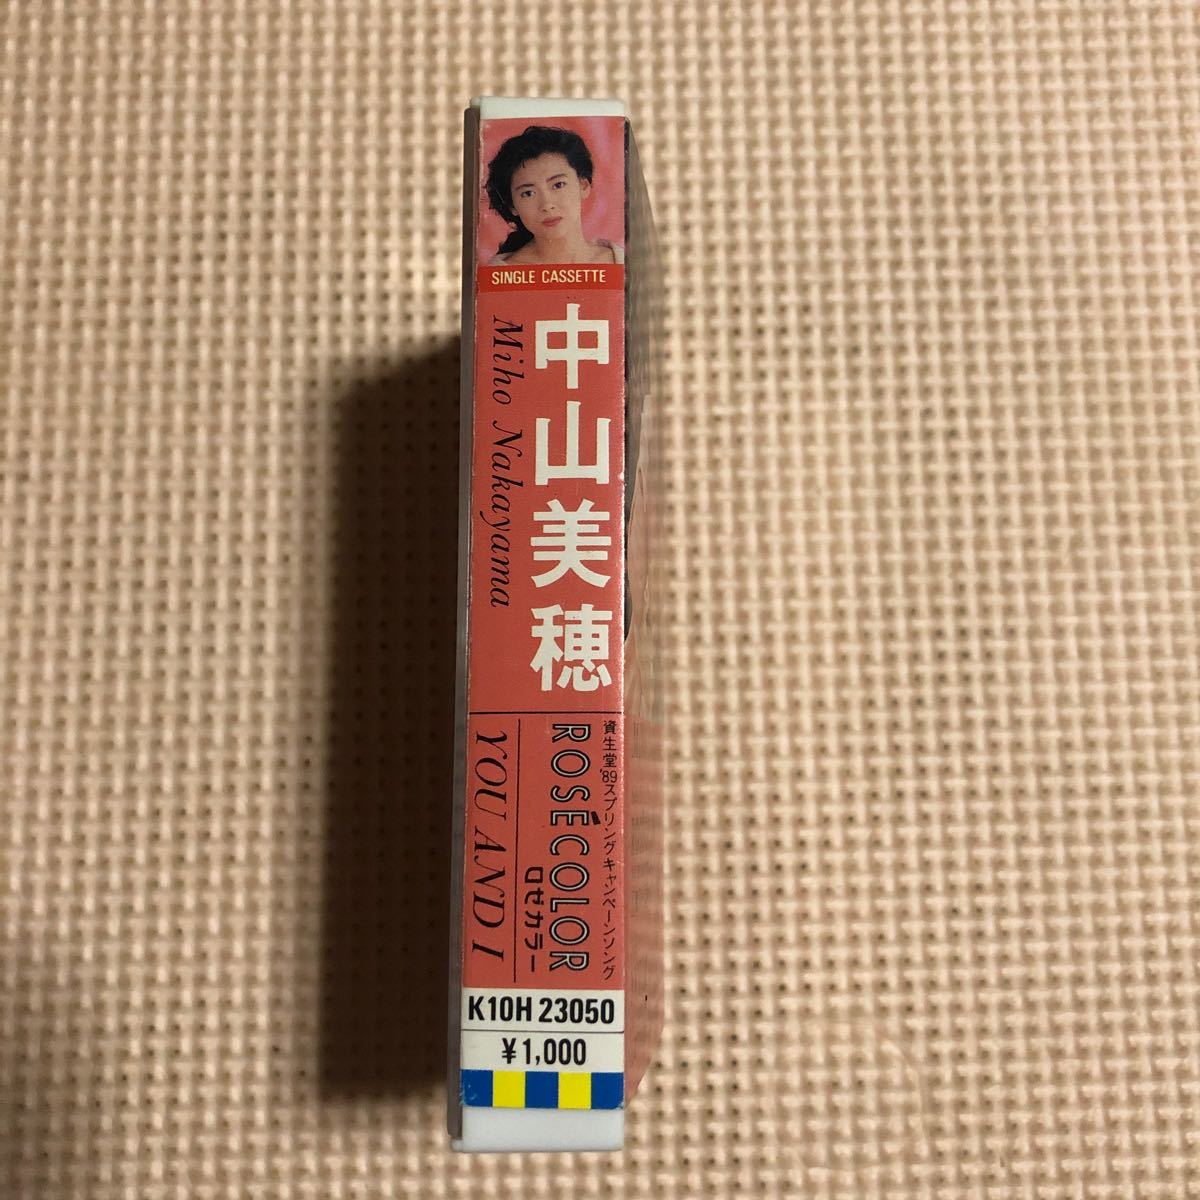 SINGLE CASSETTE
中山美穂
Miho Nakayama
資生堂'89スプリングキャンペーンソング
ROSÉCOLOR
ロゼカラー
YOU AND I
K10H 23050
¥1,000